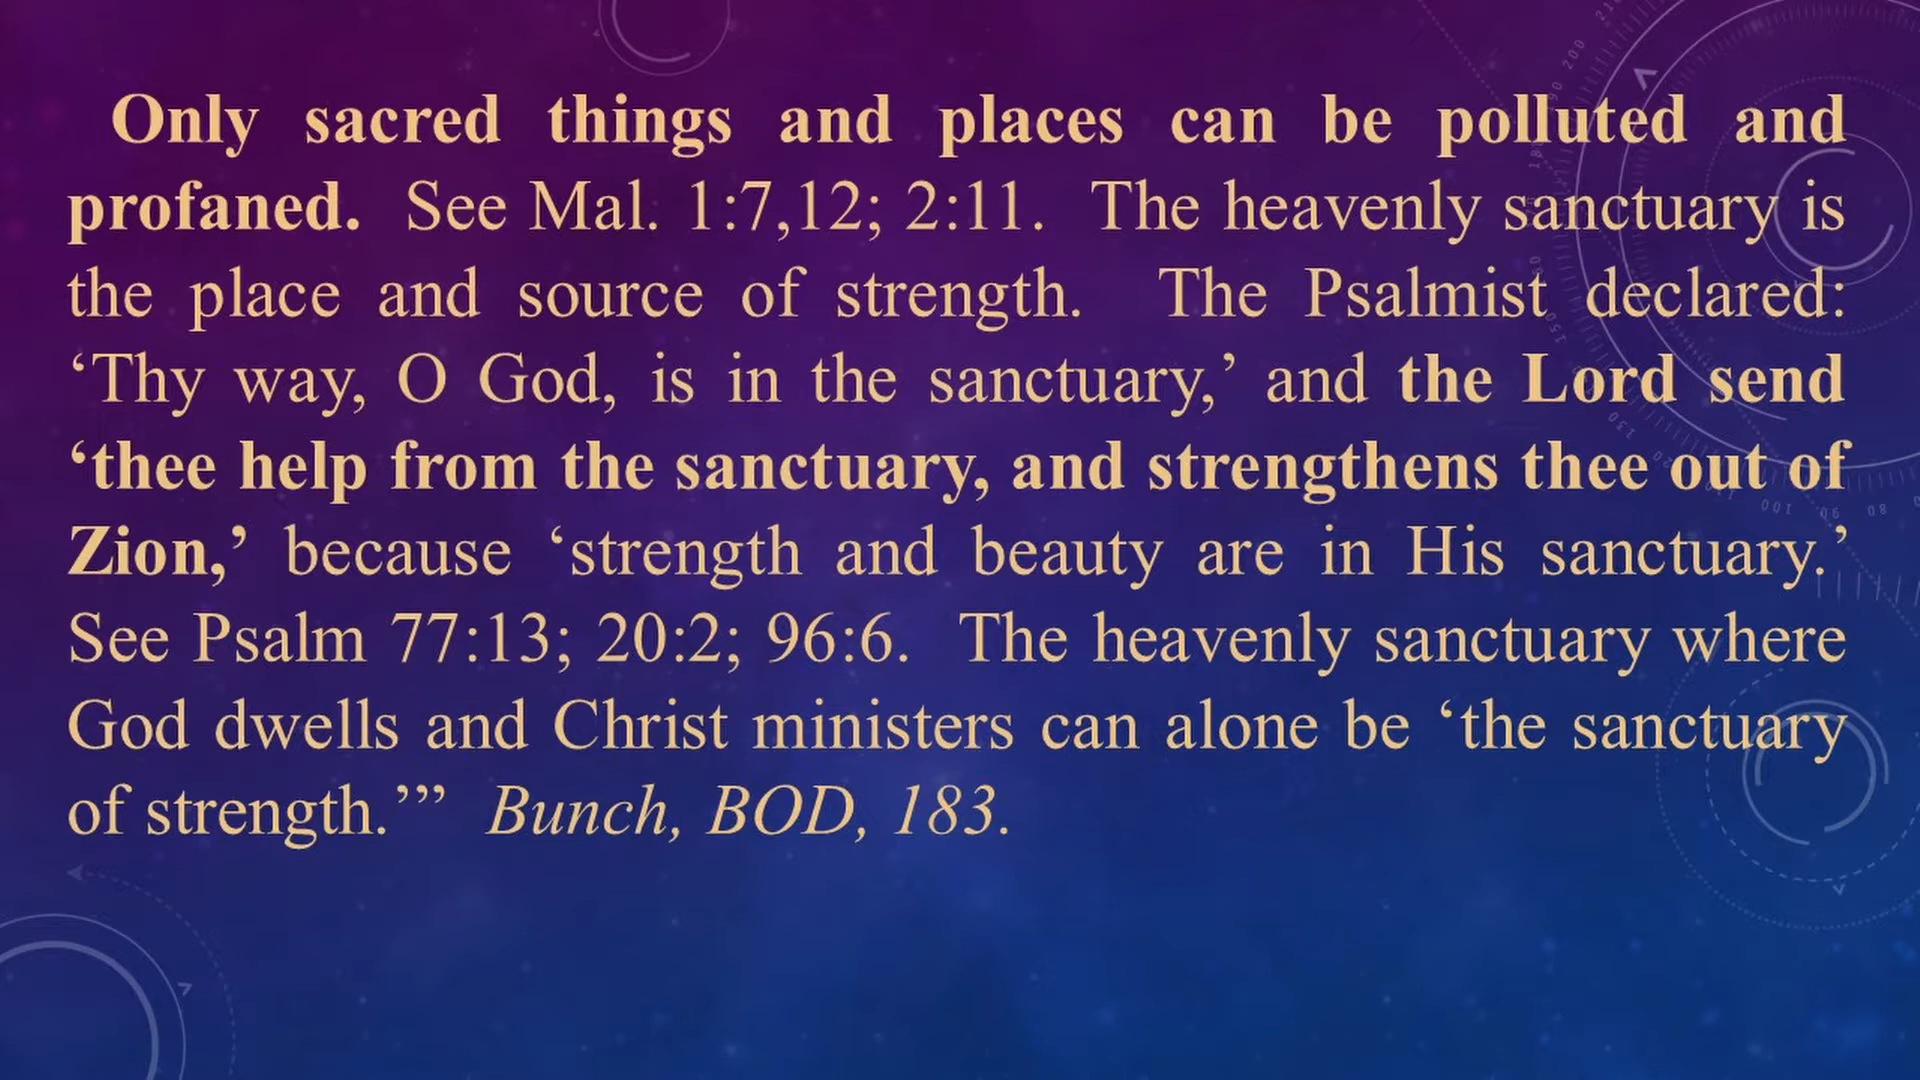 Only sacred things and places can be polluted and
profaned. See Mal. 1:7,12; 2:11. The heavenly sanctuary is
the place and source of strength. The Psalmist declared:
‘Thy way, O God, is in the sanctuary,’ and the Lord send
‘thee help from the sanctuary, and strengthens thee out of
Zion,’ because ‘strength and beauty are in His sanctuary.’
See Psalm 77:13; 20:2; 96:6. The heavenly sanctuary where
God dwells and Christ ministers can alone be ‘the sanctuary
of strength.’” Bunch, BOD, 183.